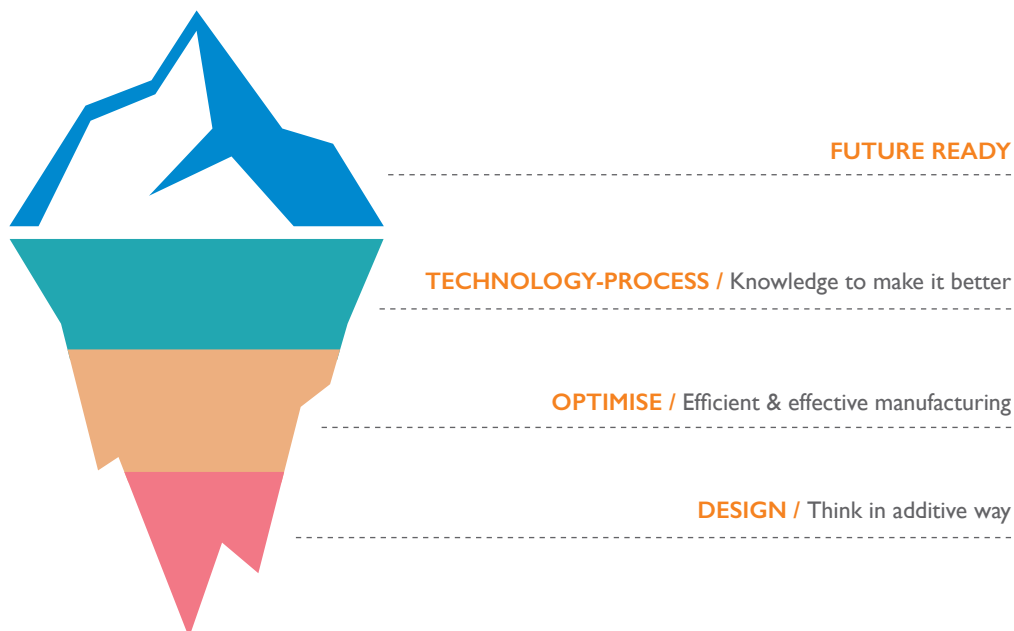 FUTURE READY
TECHNOLOGY-PROCESS / Knowledge to make it better
OPTIMISE / Efficient & effective manufacturing
DESIGN / Think in additive way